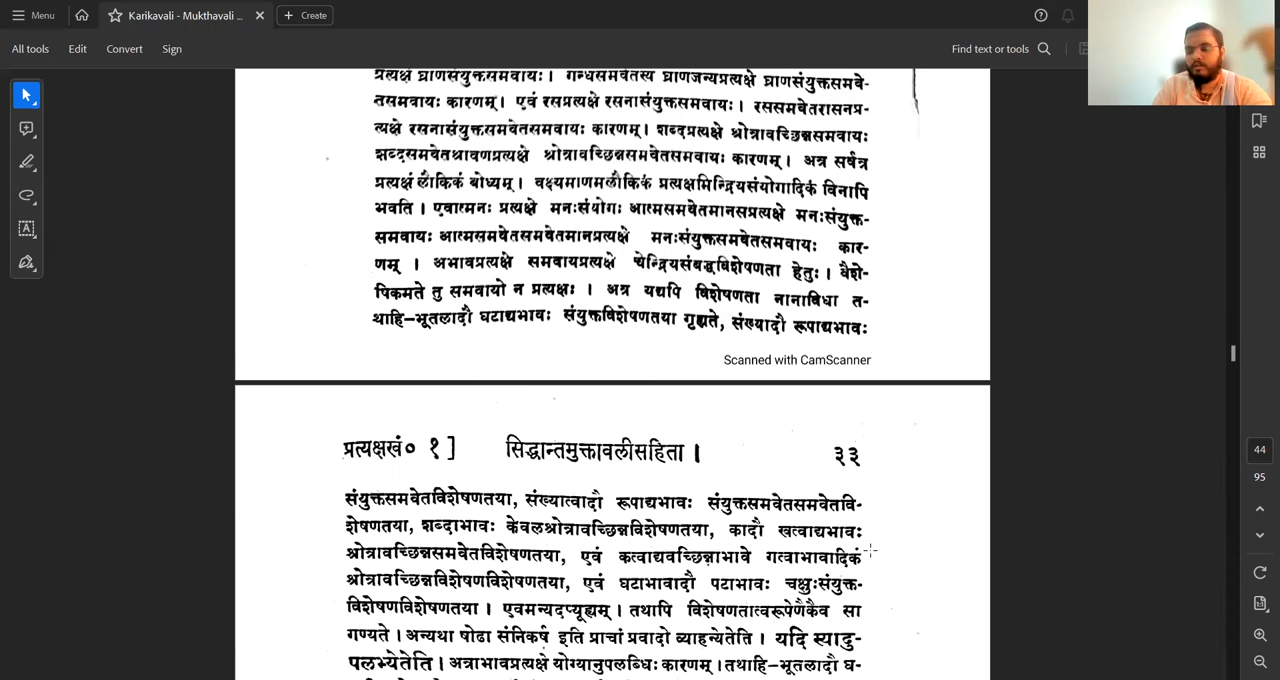 Menu
Karikavali - Mukthavali ...
Create
All tools
Edit
Convert
Sign
Find text or tools
प्रत्यक्षे घ्राणसंयुक्तसमवायः। गन्धसमवेतस्य घ्राणजन्यप्रत्यक्षे घ्राणसंयुक्तसमवे-
तसमवायः कारणम्। एवं रसप्रत्यक्षे रसनासंयुक्तसमवायः। रससमवेतरासनप्र-
त्यक्षे रसनासंयुक्तसमवेतसमवायः कारणम्। शब्दप्रत्यक्षे श्रोत्रावच्छिन्नसमवायः
शब्दसमवेतश्रावणप्रत्यक्षे श्रोत्रावच्छिन्नसमवेतसमवायः कारणम्। अत्र सर्वत्र
प्रत्यक्षं लौकिकं बोध्यम्। वक्ष्यमाणमलौकिकं प्रत्यक्षमिन्द्रियसंयोगादिकं विनापि
भवति। एवात्मनः प्रत्यक्षे मनःसंयोगः आत्मसमवेतमानसप्रत्यक्षे मनःसंयुक्त-
समवायः आत्मसमवेतसमवेतमानप्रत्यक्षे मनःसंयुक्तसमवेतसमवायः कार-
णम्। अभावप्रत्यक्षे समवायप्रत्यक्षे चेन्द्रियसंबद्धविशेषणता हेतुः। वैशे-
षिकमते तु समवायो न प्रत्यक्षः। अत्र यद्यपि विशेषणता नानाविधा त-
थाहि–भूतलादौ घटाद्यभावः संयुक्तविशेषणतया गृह्यते, संख्यादौ रूपाद्यभावः
Scanned with CamScanner
प्रत्यक्षखं० १] सिद्धान्तमुक्तावलीसहिता। ३३
संयुक्तसमवेतविशेषणतया, संख्यात्वादौ रूपाद्यभावः संयुक्तसमवेतसमवेतवि-
शेषणतया, शब्दाभावः केवलश्रोत्रावच्छिन्नविशेषणतया, कादौ खत्वाद्यभावः
श्रोत्रावच्छिन्नसमवेतविशेषणतया, एवं कत्वाद्यवच्छिन्नाभावे गत्वाभावादिकं
श्रोत्रावच्छिन्नविशेषणविशेषणतया, एवं घटाभावादौ पटाभावः चक्षुःसंयुक्त-
विशेषणविशेषणतया। एवमन्यदप्यूह्यम्। तथापि विशेषणतात्वरूपेणैकैव सा
गण्यते। अन्यथा षोढा संनिकर्ष इति प्राचां प्रवादो व्याहन्येतेति। यदि स्यादु-
पलभ्येतेति। अत्राभावप्रत्यक्षे योग्यानुपलब्धिः कारणम्। तथाहि–भूतलादौ घ-
44
95